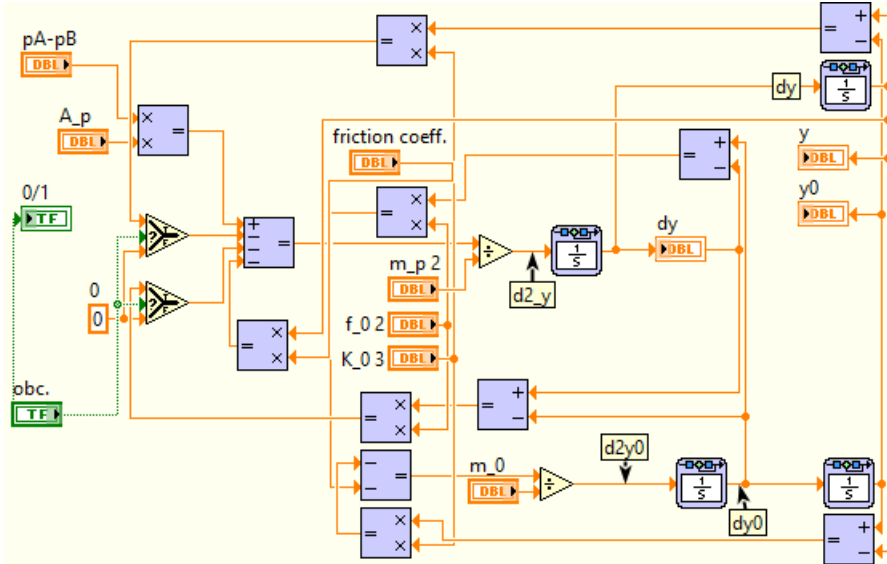 pA-pB
DBL
A_p
DBL
0/1
TF
0
0
obc.
TF
friction coeff.
DBL
m_p 2
DBL
f_0 2
DBL
K_0 3
DBL
d2_y
dy
DBL
dy
y
DBL
y0
DBL
m_0
DBL
d2y0
dy0
1/S
1/S
1/S
1/S